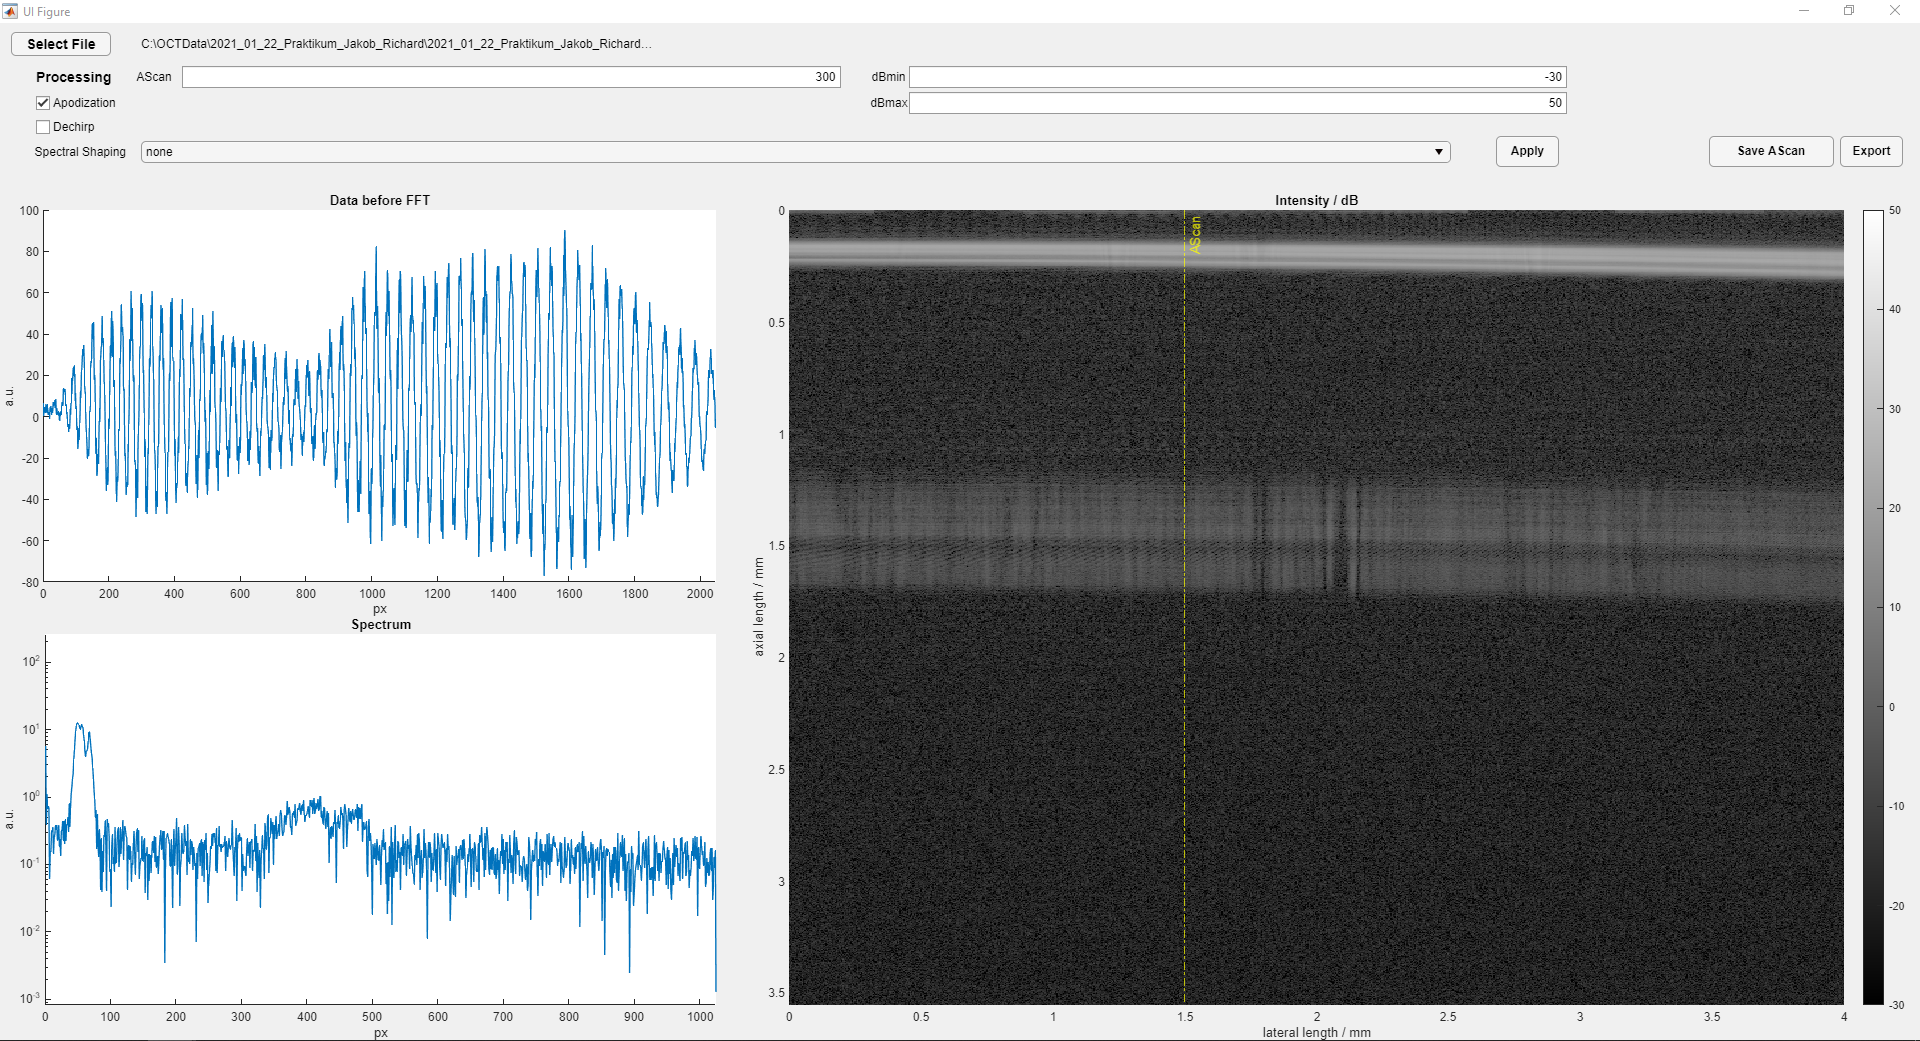 UI Figure
Select File
C:\OCTData\2021_01_22_Praktikum_Jakob_Richard\2021_01_22_Praktikum_Jakob_Richard...
Processing AScan 300 dBmin -30
Apodization dBmax 50
Dechirp
Spectral Shaping none Apply Save AScan Export
Data before FFT
100
80
60
40
20
0
-20
-40
-60
-80
a.u.
0 200 400 600 800 1000 1200 1400 1600 1800 2000
px
Spectrum
10^2
10^1
10^0
10^-1
10^-2
10^-3
a.u.
0 100 200 300 400 500 600 700 800 900 1000
px
Intensity / dB
AScan
0
0.5
1
1.5
2
2.5
3
3.5
axial length / mm
0 0.5 1 1.5 2 2.5 3 3.5 4
lateral length / mm
50
40
30
20
10
0
-10
-20
-30